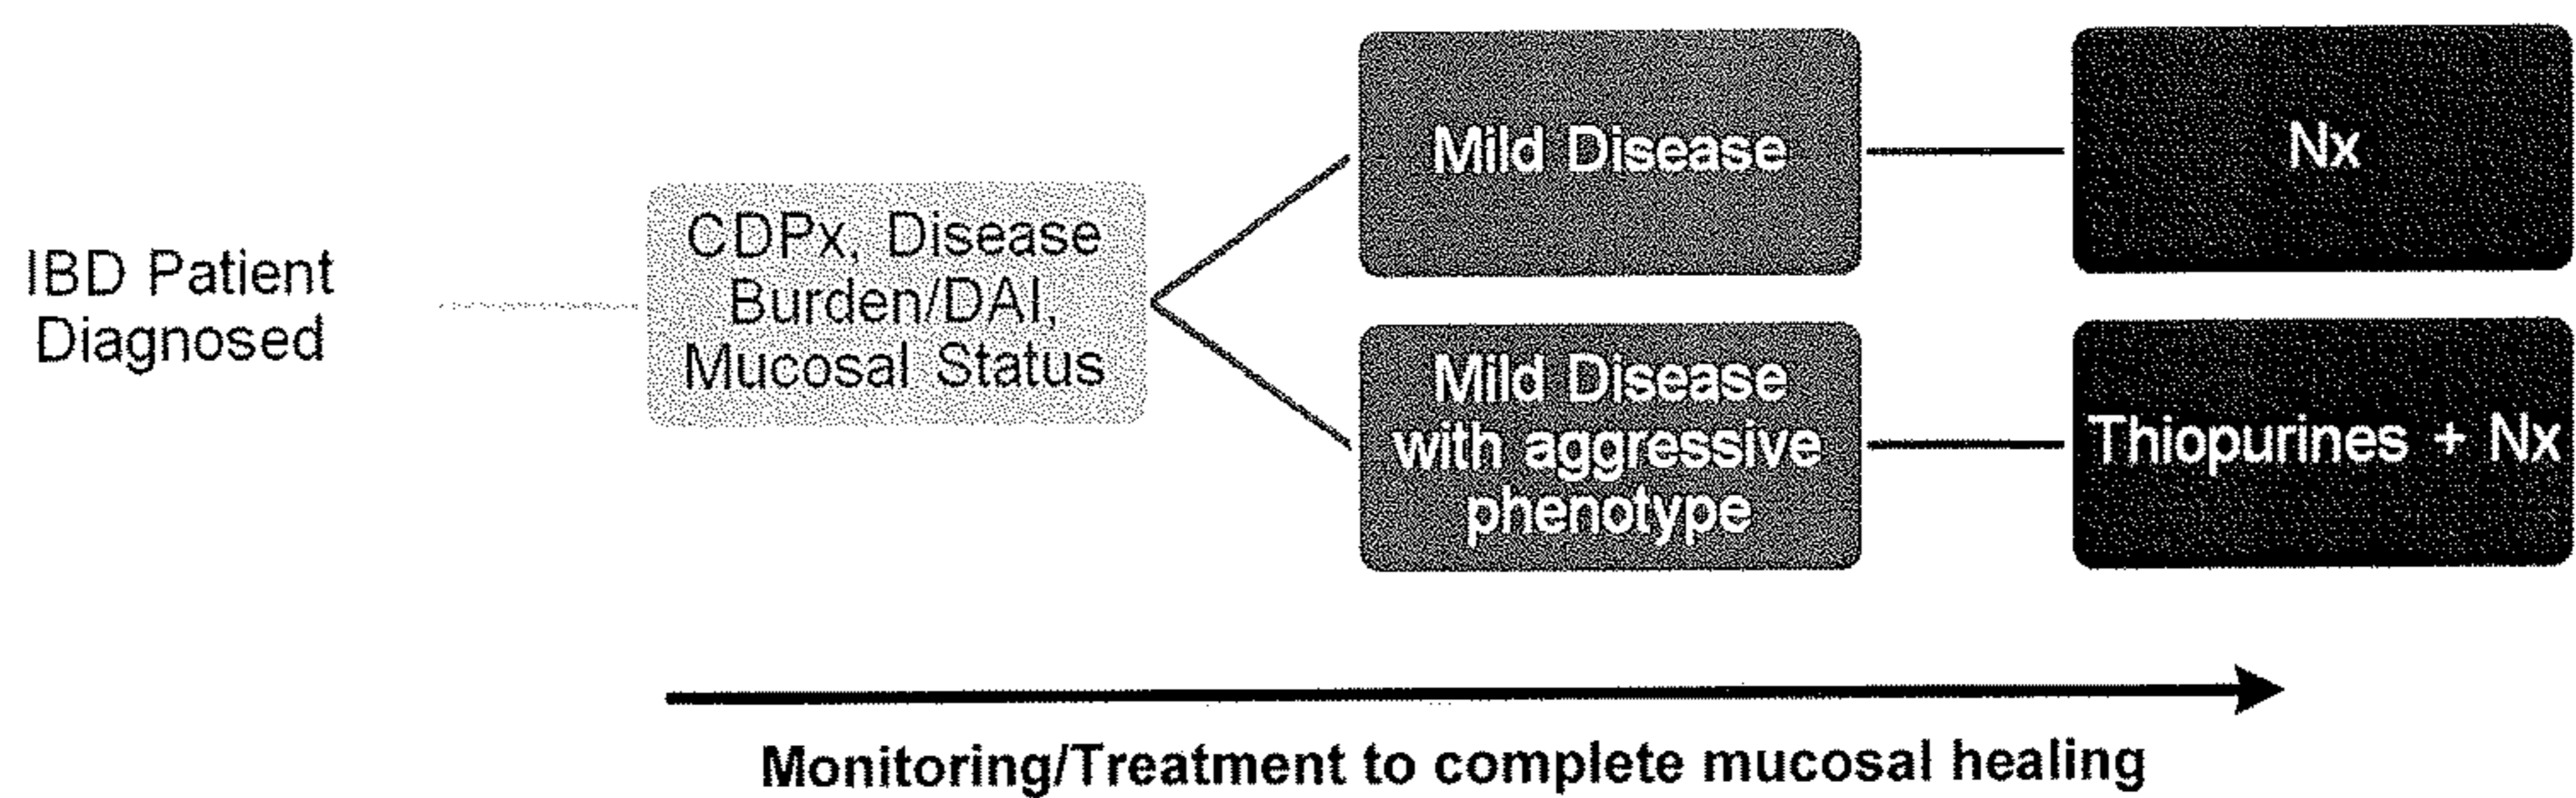 IBD Patient
Diagnosed
CDPx, Disease
Burden/DAI,
Mucosal Status
Mild Disease
Nx
Mild Disease
with aggressive
phenotype
Thiopurines + Nx
Monitoring/Treatment to complete mucosal healing